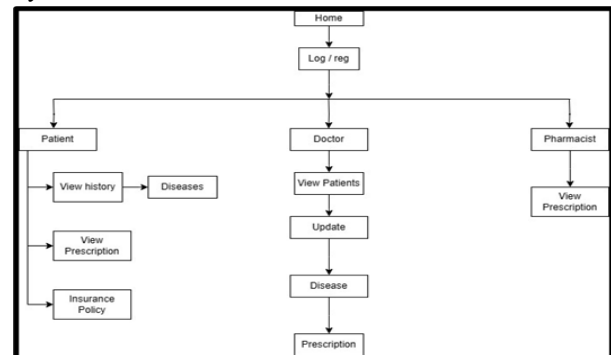 Home
Log / reg
Patient
Doctor
Pharmacist
View history
Diseases
View Patients
View
Prescription
Update
View
Prescription
Disease
Insurance
Policy
Prescription